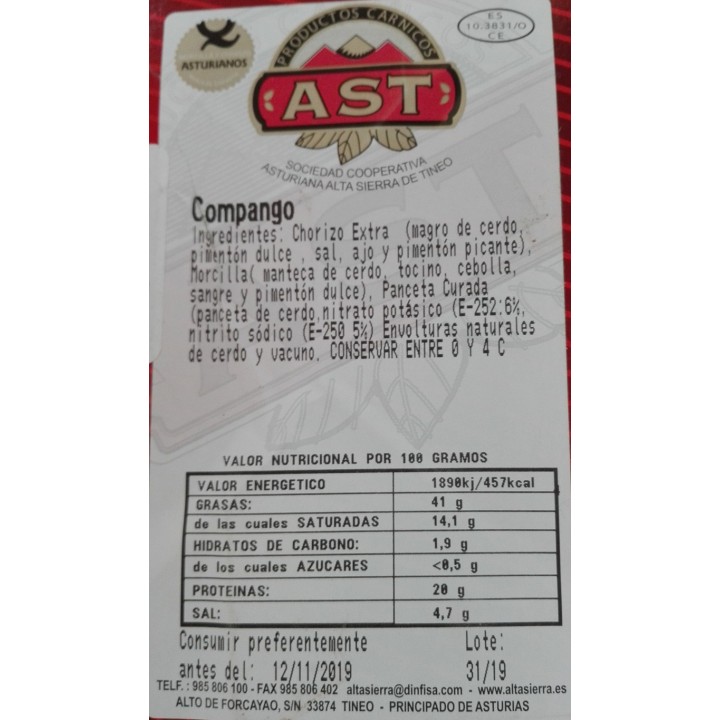 ASTURIANOS
PRODUCTOS CARNICOS
AST
ES
10.3831/O
CE
SOCIEDAD COOPERATIVA
ASTURIANA ALTA SIERRA DE TINEO
Compango
Ingredientes: Chorizo Extra (magro de cerdo,
pimentón dulce , sal, ajo y pimentón picante),
Morcilla( manteca de cerdo, tocino, cebolla,
sangre y pimentón dulce), Panceta Curada
(panceta de cerdo,nitrato potásico (E-252:6%,
nitrito sódico (E-250 5%) Envolturas naturales
de cerdo y vacuno. CONSERVAR ENTRE 0 Y 4 C
VALOR NUTRICIONAL POR 100 GRAMOS
VALOR ENERGETICO 1890kj/457kcal
GRASAS: 41 g
de las cuales SATURADAS 14,1 g
HIDRATOS DE CARBONO: 1,9 g
de los cuales AZUCARES <0,5 g
PROTEINAS: 20 g
SAL: 4,7 g
Consumir preferentemente Lote:
antes del: 12/11/2019 31/19
TELF.: 985 806 100 - FAX 985 806 402 altasierra@dinfisa.com - www.altasierra.es
ALTO DE FORCAYAO, S/N 33874 TINEO - PRINCIPADO DE ASTURIAS